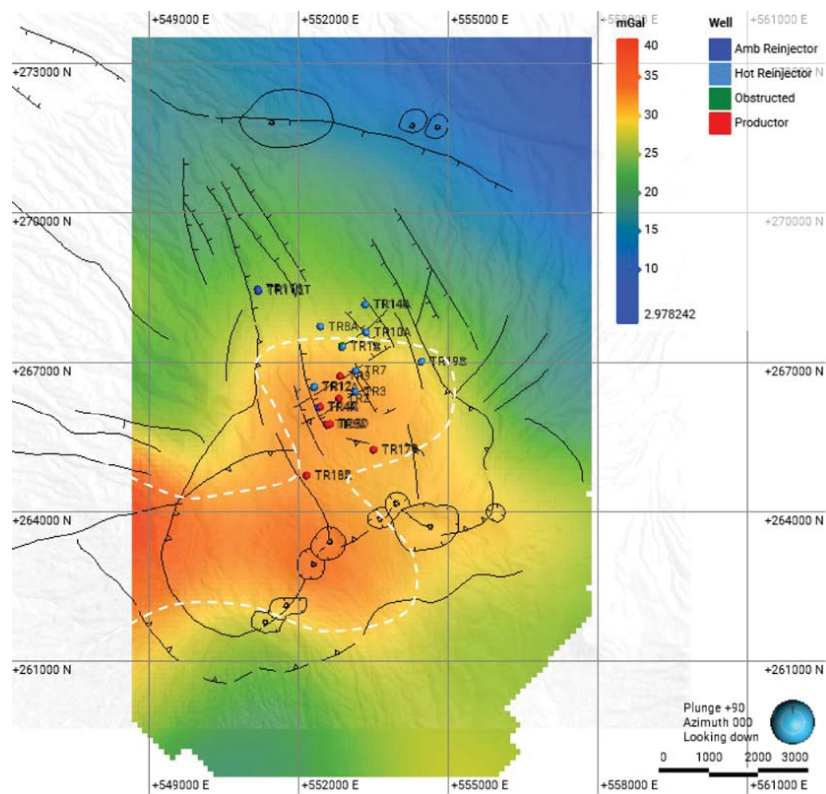 +549000 E
+552000 E
+555000 E
+558000 E
+561000 E
mGal
Well
40
35
30
25
20
15
10
2.978242
Amb Reinjector
Hot Reinjector
Obstructed
Productor
+273000 N
+270000 N
+270000 N
TR14A
TR8A
TR10A
+267000 N
+267000 N
TR7
TR12
TR3
TR17
TR18
+264000 N
+264000 N
+261000 N
+261000 N
Plunge +90
Azimuth 000
Looking down
0 1000 2000 3000
+549000 E
+552000 E
+555000 E
+558000 E
+561000 E